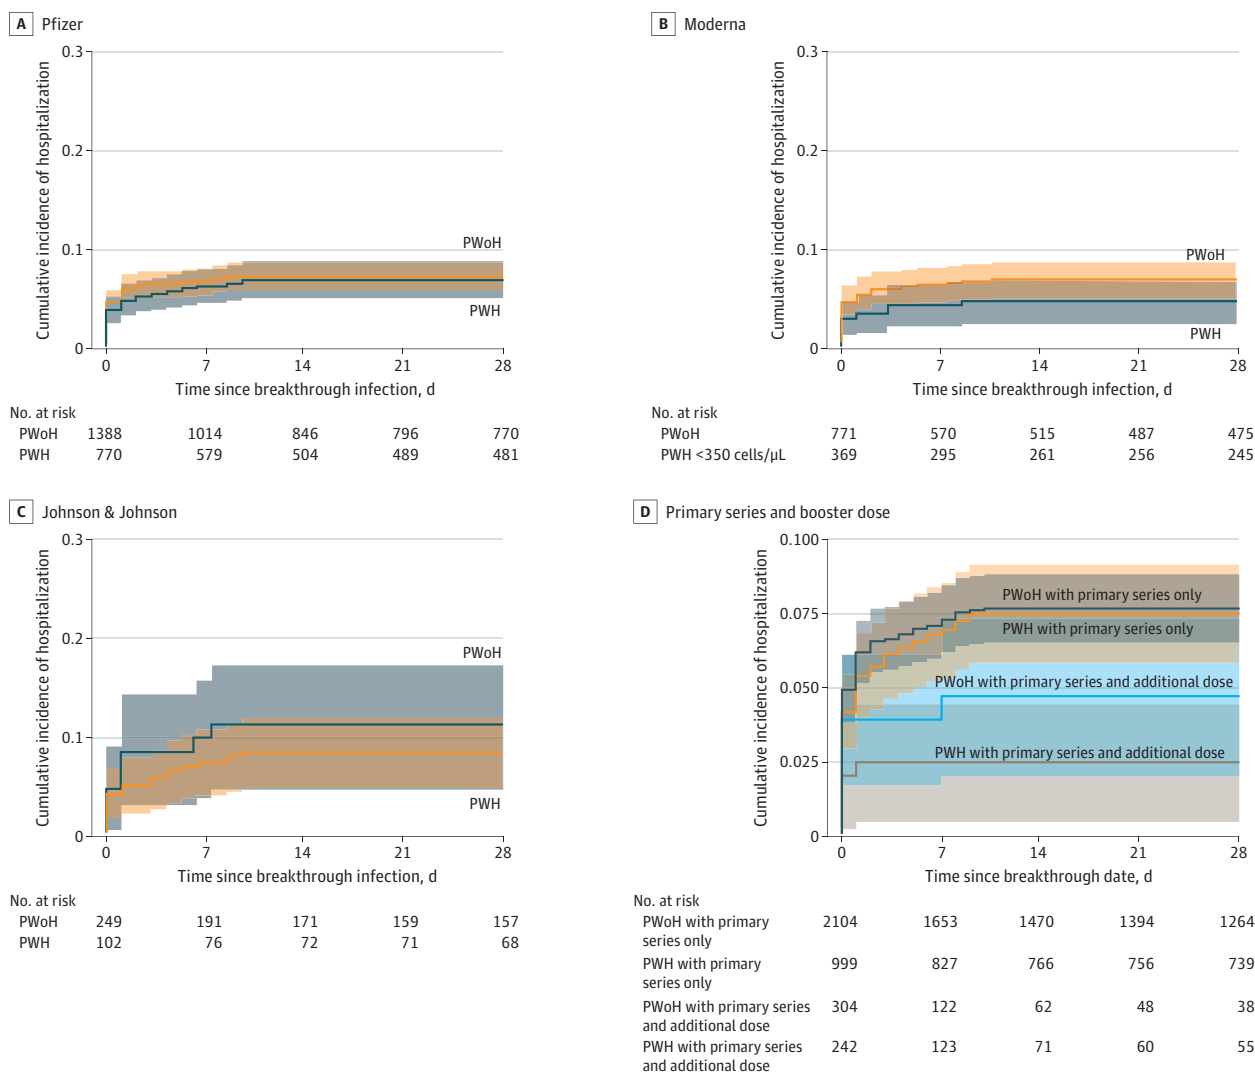 A Pfizer
Cumulative incidence of hospitalization
0.3
0.2
0.1
0
PWoH
PWH
0 7 14 21 28
Time since breakthrough infection, d
No. at risk
PWoH 1388 1014 846 796 770
PWH 770 579 504 489 481
B Moderna
Cumulative incidence of hospitalization
0.3
0.2
0.1
0
PWoH
PWH
0 7 14 21 28
Time since breakthrough infection, d
No. at risk
PWoH 771 570 515 487 475
PWH <350 cells/μL 369 295 261 256 245
C Johnson & Johnson
Cumulative incidence of hospitalization
0.3
0.2
0.1
0
PWoH
PWH
0 7 14 21 28
Time since breakthrough infection, d
No. at risk
PWoH 249 191 171 159 157
PWH 102 76 72 71 68
D Primary series and booster dose
Cumulative incidence of hospitalization
0.100
0.075
0.050
0.025
0
PWoH with primary series only
PWH with primary series only
PWoH with primary series and additional dose
PWH with primary series and additional dose
0 7 14 21 28
Time since breakthrough date, d
No. at risk
PWoH with primary 2104 1653 1470 1394 1264
series only
PWH with primary 999 827 766 756 739
series only
PWoH with primary series 304 122 62 48 38
and additional dose
PWH with primary series 242 123 71 60 55
and additional dose